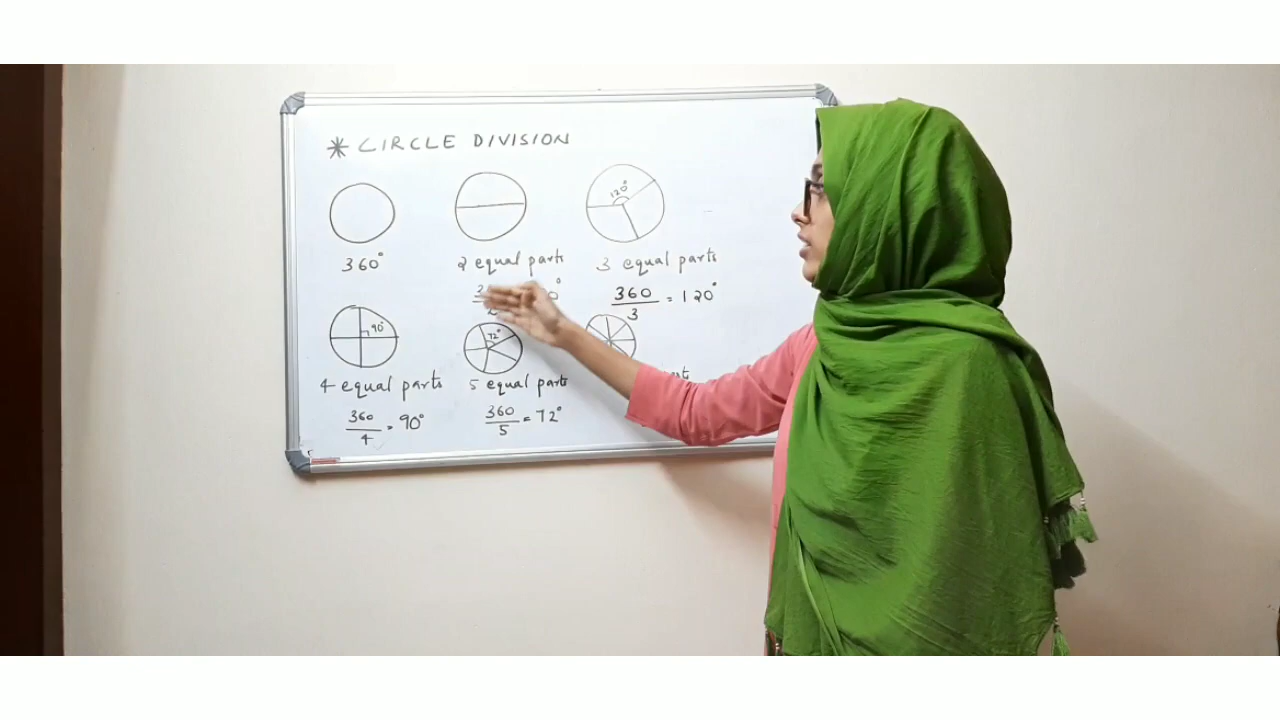 * CIRCLE DIVISION
120°
360°
2 equal parts
3 equal parts
360/3 = 120°
90°
72°
4 equal parts
5 equal parts
360/4 = 90°
360/5 = 72°